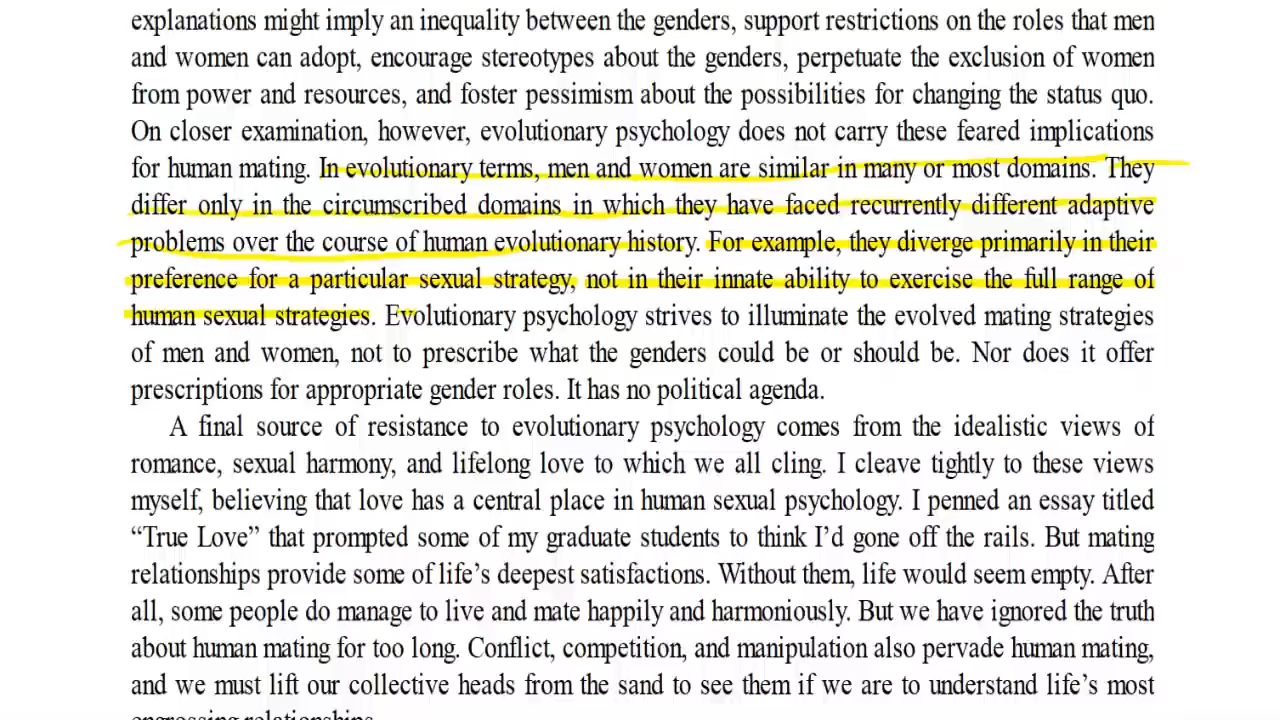 explanations might imply an inequality between the genders, support restrictions on the roles that men
and women can adopt, encourage stereotypes about the genders, perpetuate the exclusion of women
from power and resources, and foster pessimism about the possibilities for changing the status quo.
On closer examination, however, evolutionary psychology does not carry these feared implications
for human mating. In evolutionary terms, men and women are similar in many or most domains. They
differ only in the circumscribed domains in which they have faced recurrently different adaptive
problems over the course of human evolutionary history. For example, they diverge primarily in their
preference for a particular sexual strategy, not in their innate ability to exercise the full range of
human sexual strategies. Evolutionary psychology strives to illuminate the evolved mating strategies
of men and women, not to prescribe what the genders could be or should be. Nor does it offer
prescriptions for appropriate gender roles. It has no political agenda.
A final source of resistance to evolutionary psychology comes from the idealistic views of
romance, sexual harmony, and lifelong love to which we all cling. I cleave tightly to these views
myself, believing that love has a central place in human sexual psychology. I penned an essay titled
“True Love” that prompted some of my graduate students to think I’d gone off the rails. But mating
relationships provide some of life’s deepest satisfactions. Without them, life would seem empty. After
all, some people do manage to live and mate happily and harmoniously. But we have ignored the truth
about human mating for too long. Conflict, competition, and manipulation also pervade human mating,
and we must lift our collective heads from the sand to see them if we are to understand life’s most
engrossing relationships.